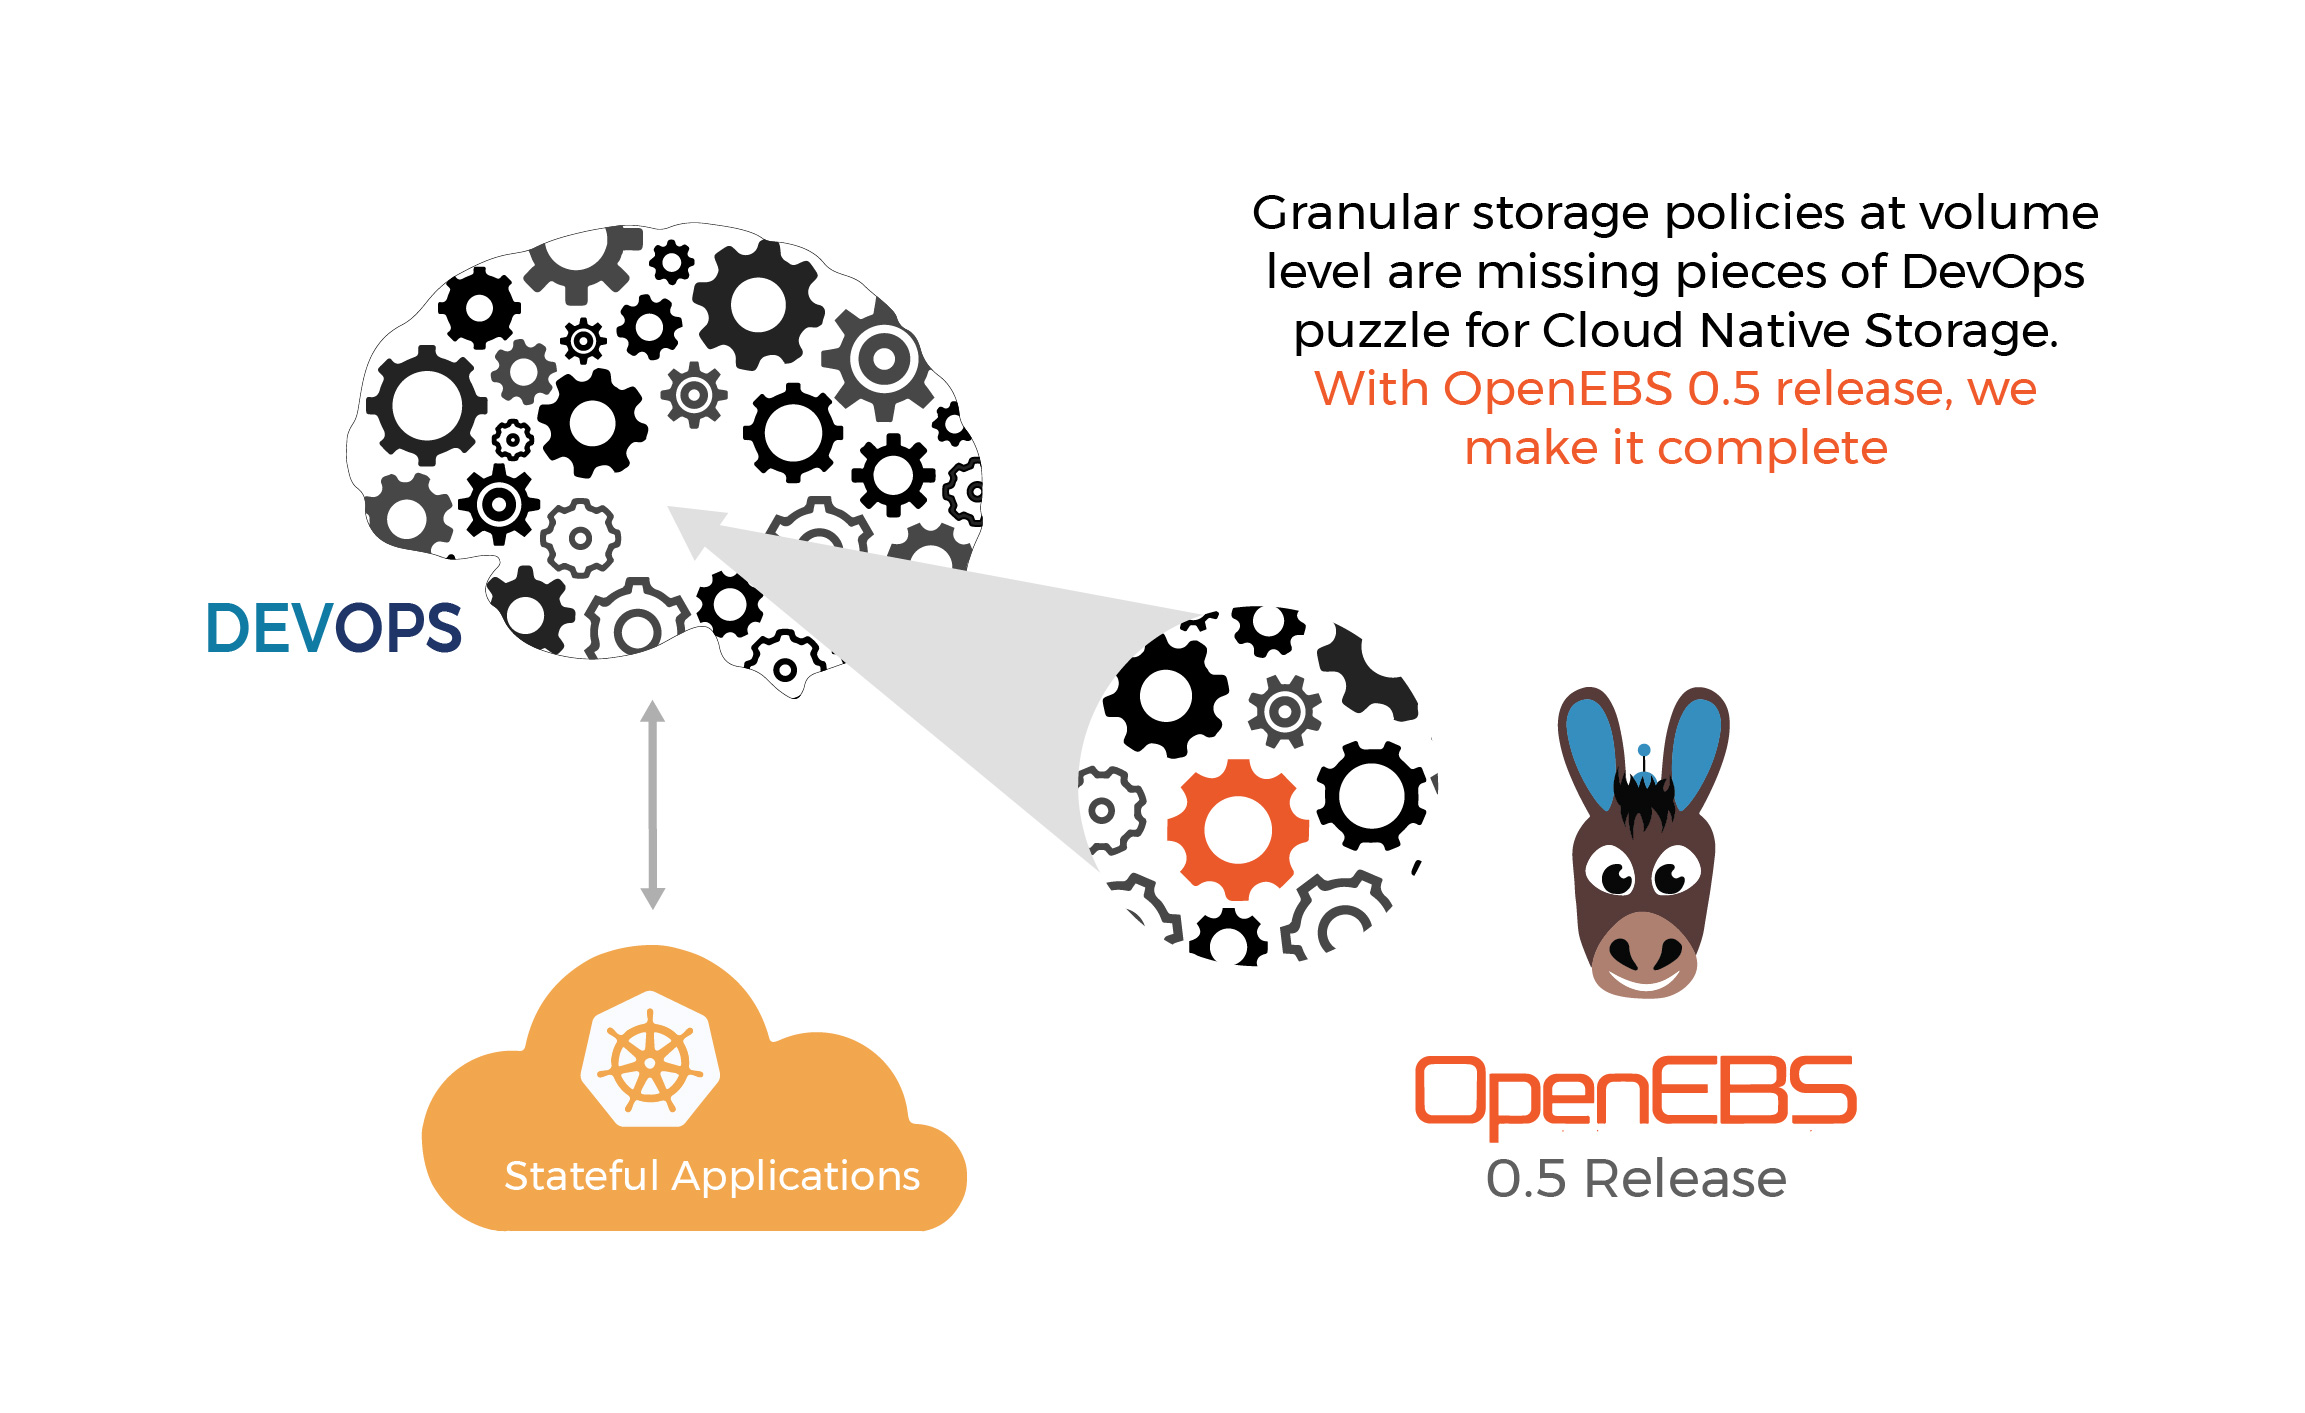 Granular storage policies at volume
level are missing pieces of DevOps
puzzle for Cloud Native Storage.
With OpenEBS 0.5 release, we
make it complete
DEVOPS
Stateful Applications
OpenEBS
0.5 Release